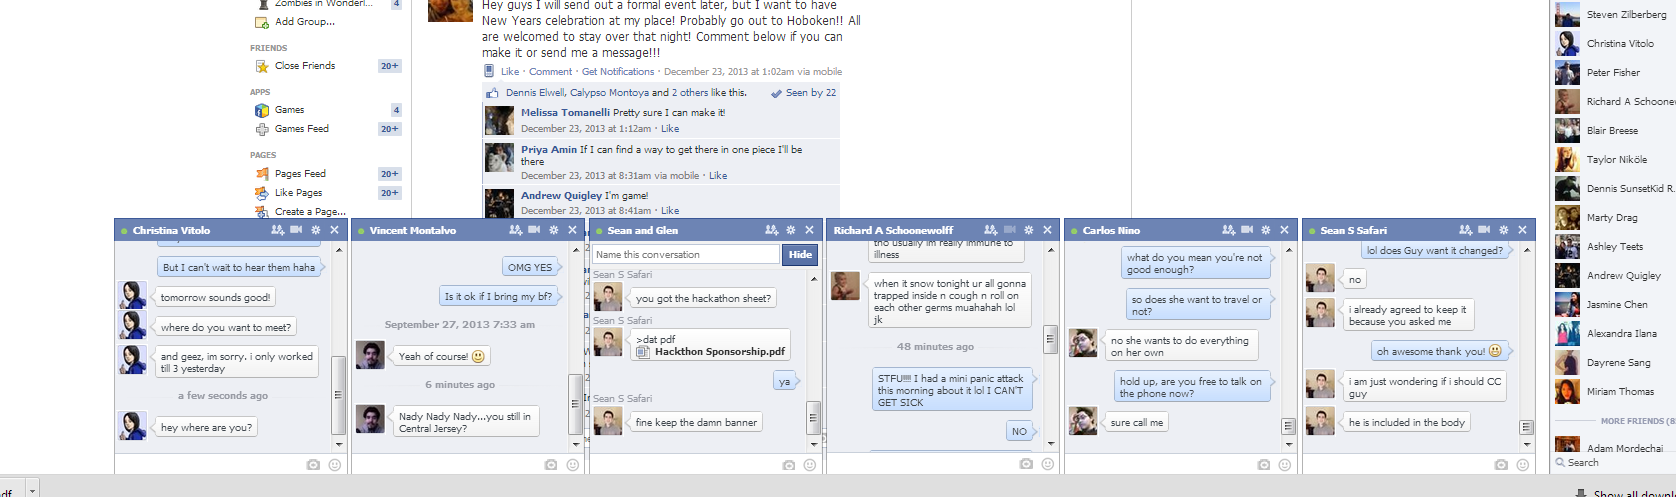 Zombies in Wonderl... 4
Add Group...
FRIENDS
Close Friends 20+
APPS
Games 4
Games Feed 20+
PAGES
Pages Feed 20+
Like Pages 20+
Create a Page...
Hey guys I will send out a formal event later, but I want to have
New Years celebration at my place! Probably go out to Hoboken!! All
are welcomed to stay over that night! Comment below if you can
make it or send me a message!!!
Like · Comment · Get Notifications · December 23, 2013 at 1:02am via mobile
Dennis Elwell, Calypso Montoya and 2 others like this. Seen by 22
Melissa Tomanelli Pretty sure I can make it!
December 23, 2013 at 1:12am · Like
Priya Amin If I can find a way to get there in one piece I'll be
there
December 23, 2013 at 8:31am via mobile · Like
Andrew Quigley I'm game!
December 23, 2013 at 8:41am · Like
Christina Vitolo
But I can't wait to hear them haha
tomorrow sounds good!
where do you want to meet?
and geez, im sorry. i only worked
till 3 yesterday
a few seconds ago
hey where are you?
Vincent Montalvo
OMG YES
Is it ok if I bring my bf?
September 27, 2013 7:33 am
Yeah of course!
6 minutes ago
Nady Nady Nady...you still in
Central Jersey?
Sean and Glen
Name this conversation Hide
Sean S Safari
you got the hackathon sheet?
Sean S Safari
>dat pdf
Hackthon Sponsorship.pdf
ya
Sean S Safari
fine keep the damn banner
Richard A Schoonewolff
tho usually im really immune to
illness
when it snow tonight ur all gonna
trapped inside n cough n roll on
each other germs muahahah lol
jk
48 minutes ago
STFU!!!! I had a mini panic attack
this morning about it lol I CAN'T
GET SICK
NO
Carlos Nino
what do you mean you're not
good enough?
so does she want to travel or
not?
no she wants to do everything
on her own
hold up, are you free to talk on
the phone now?
sure call me
Sean S Safari
lol does Guy want it changed?
no
i already agreed to keep it
because you asked me
oh awesome thank you!
i am just wondering if i should CC
guy
he is included in the body
Steven Zilberberg
Christina Vitolo
Peter Fisher
Richard A Schoonew
Blair Breese
Taylor Niköle
Dennis SunsetKid R.
Marty Drag
Ashley Teets
Andrew Quigley
Jasmine Chen
Alexandra Ilana
Dayrene Sang
Miriam Thomas
MORE FRIENDS (8
Adam Mordechai
Search
df
Show all downl